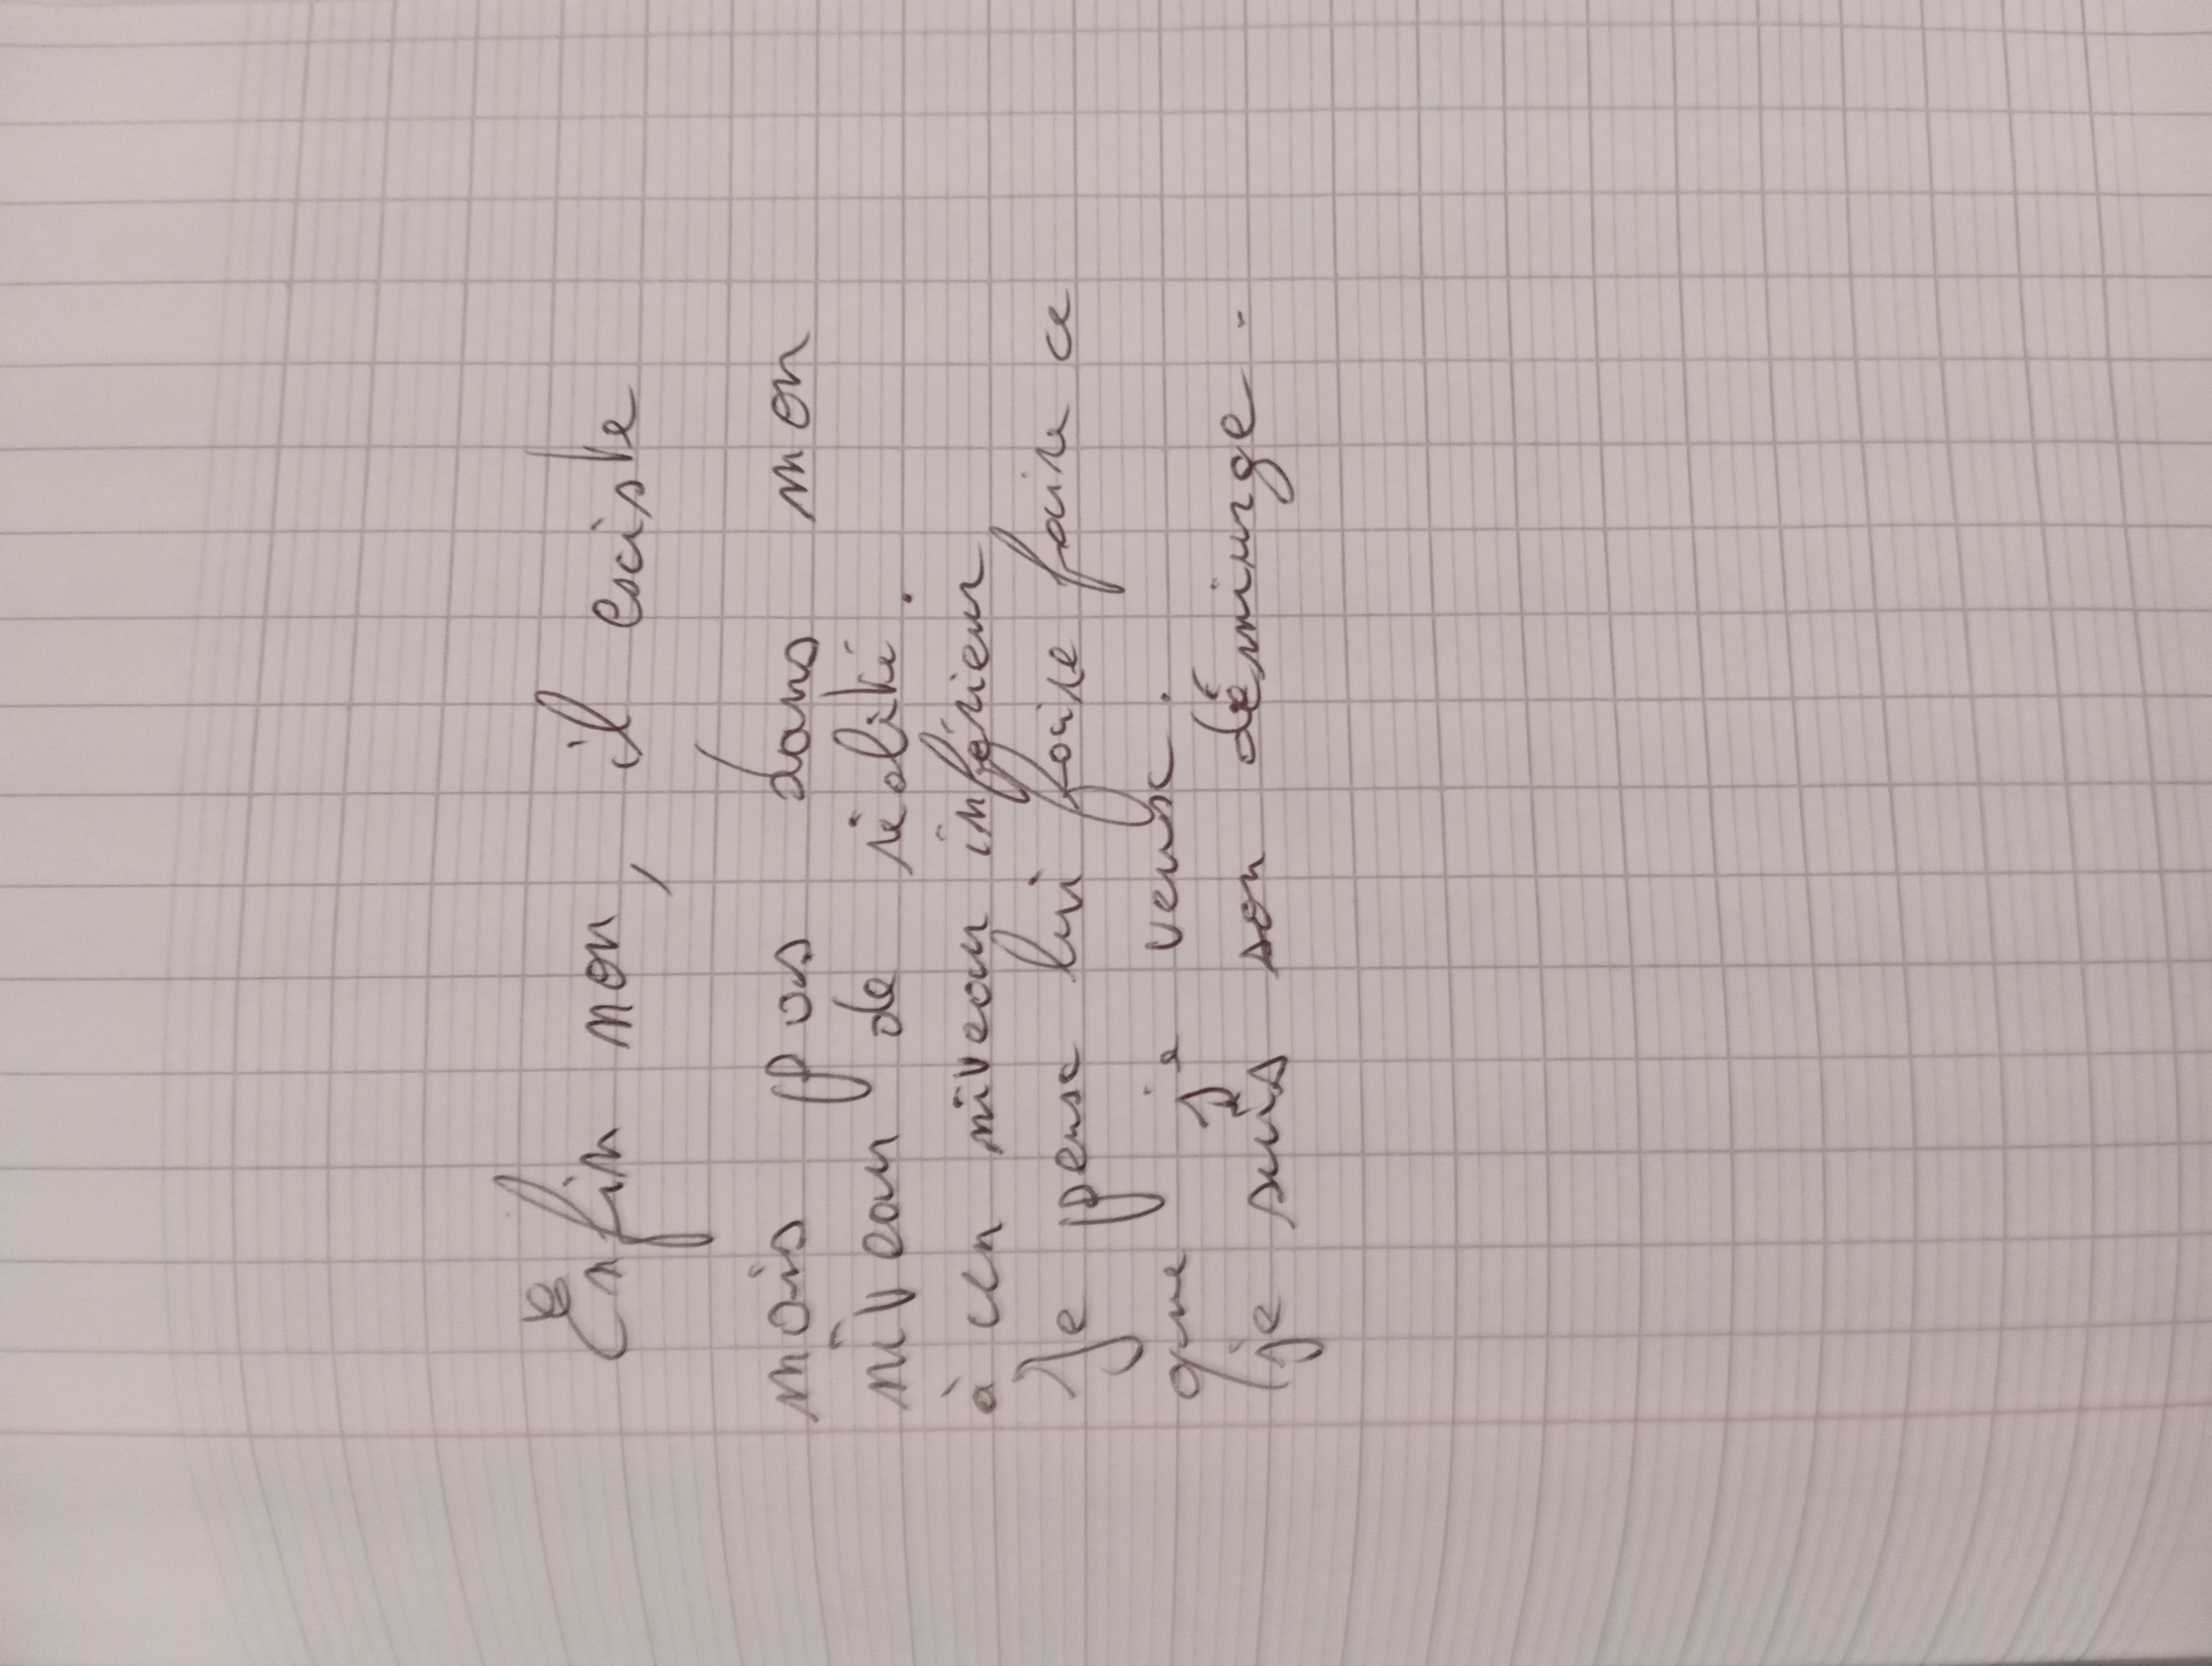 Enfin non, il existe
mais pas dans mon
niveau de réalité.
à un niveau inférieur
Je pense lui faire faire ce
que je veux.
je suis son démiurge.